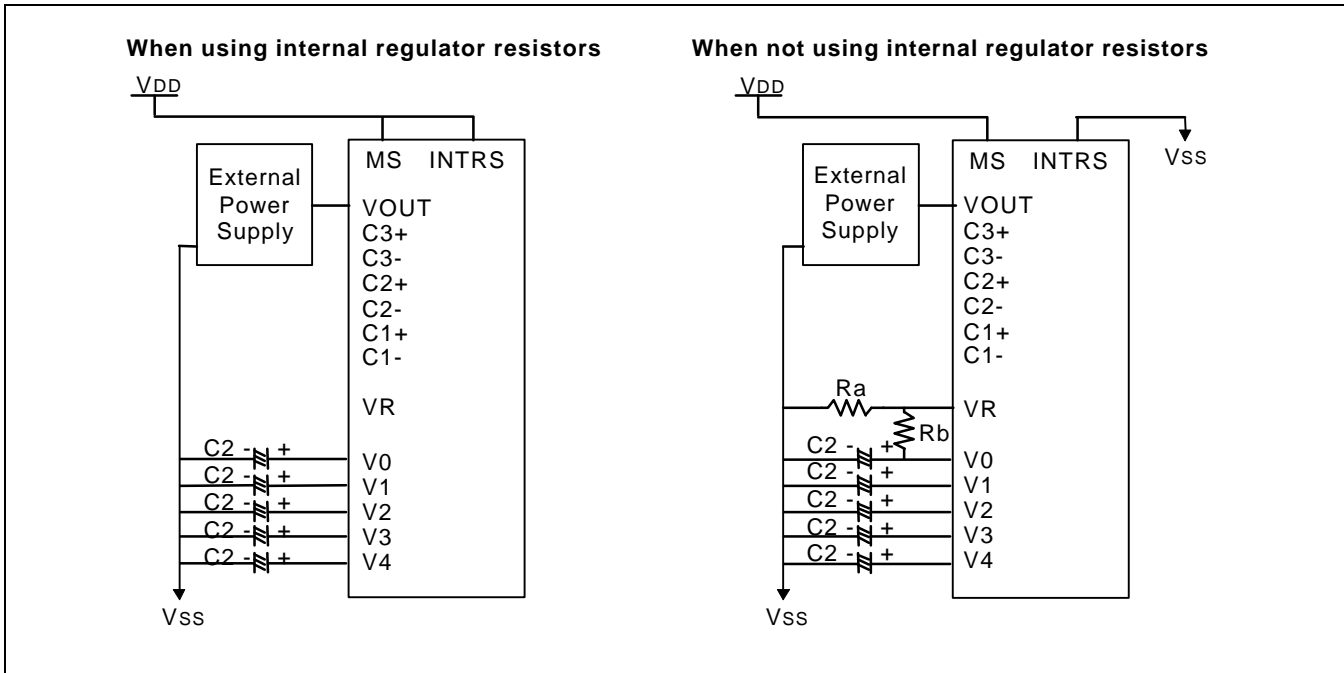 When using internal regulator resistors
VDD
MS INTRS
External
Power
Supply
VOUT
C3+
C3-
C2+
C2-
C1+
C1-
VR
C2 - +
V0
C2 - +
V1
C2 - +
V2
C2 - +
V3
C2 - +
V4
VSS
When not using internal regulator resistors
VDD
MS INTRS
VSS
External
Power
Supply
VOUT
C3+
C3-
C2+
C2-
C1+
C1-
Ra
VR
Rb
C2 - +
V0
C2 - +
V1
C2 - +
V2
C2 - +
V3
C2 - +
V4
VSS